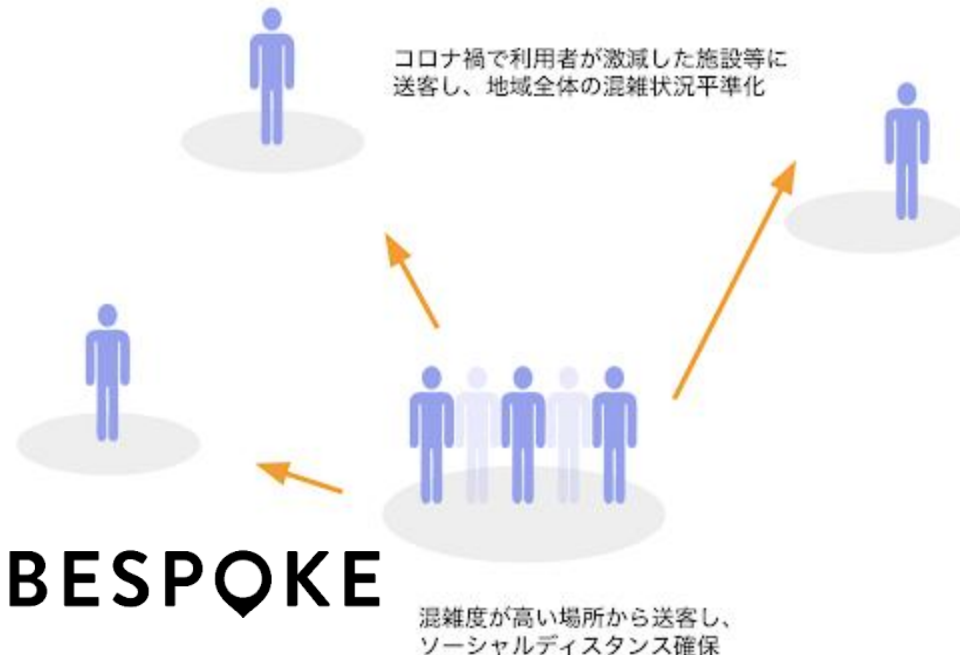 コロナ禍で利用者が激減した施設等に
送客し、地域全体の混雑状況平準化
BESPOKE
混雑度が高い場所から送客し、
ソーシャルディスタンス確保